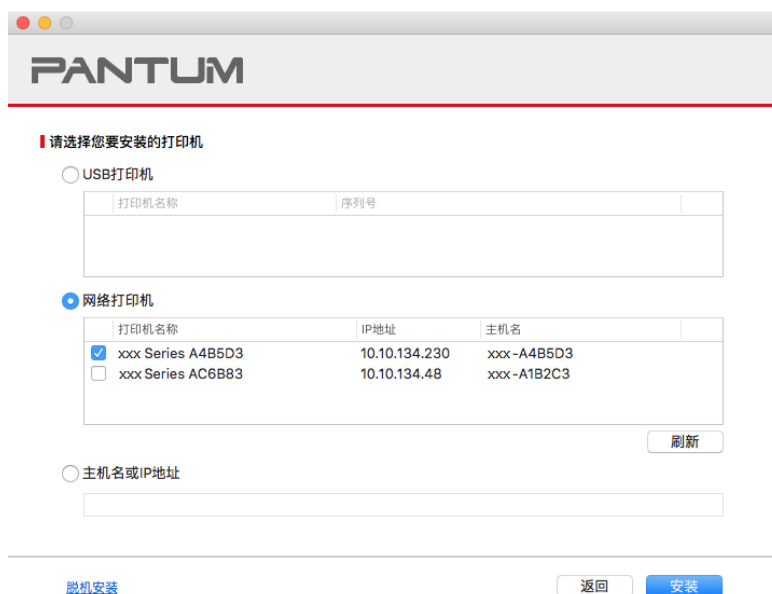 PANTUM
请选择您要安装的打印机
USB打印机
打印机名称 序列号
网络打印机
打印机名称 IP地址 主机名
xxx Series A4B5D3 10.10.134.230 xxx-A4B5D3
xxx Series AC6B83 10.10.134.48 xxx-A1B2C3
刷新
主机名或IP地址
脱机安装 返回 安装